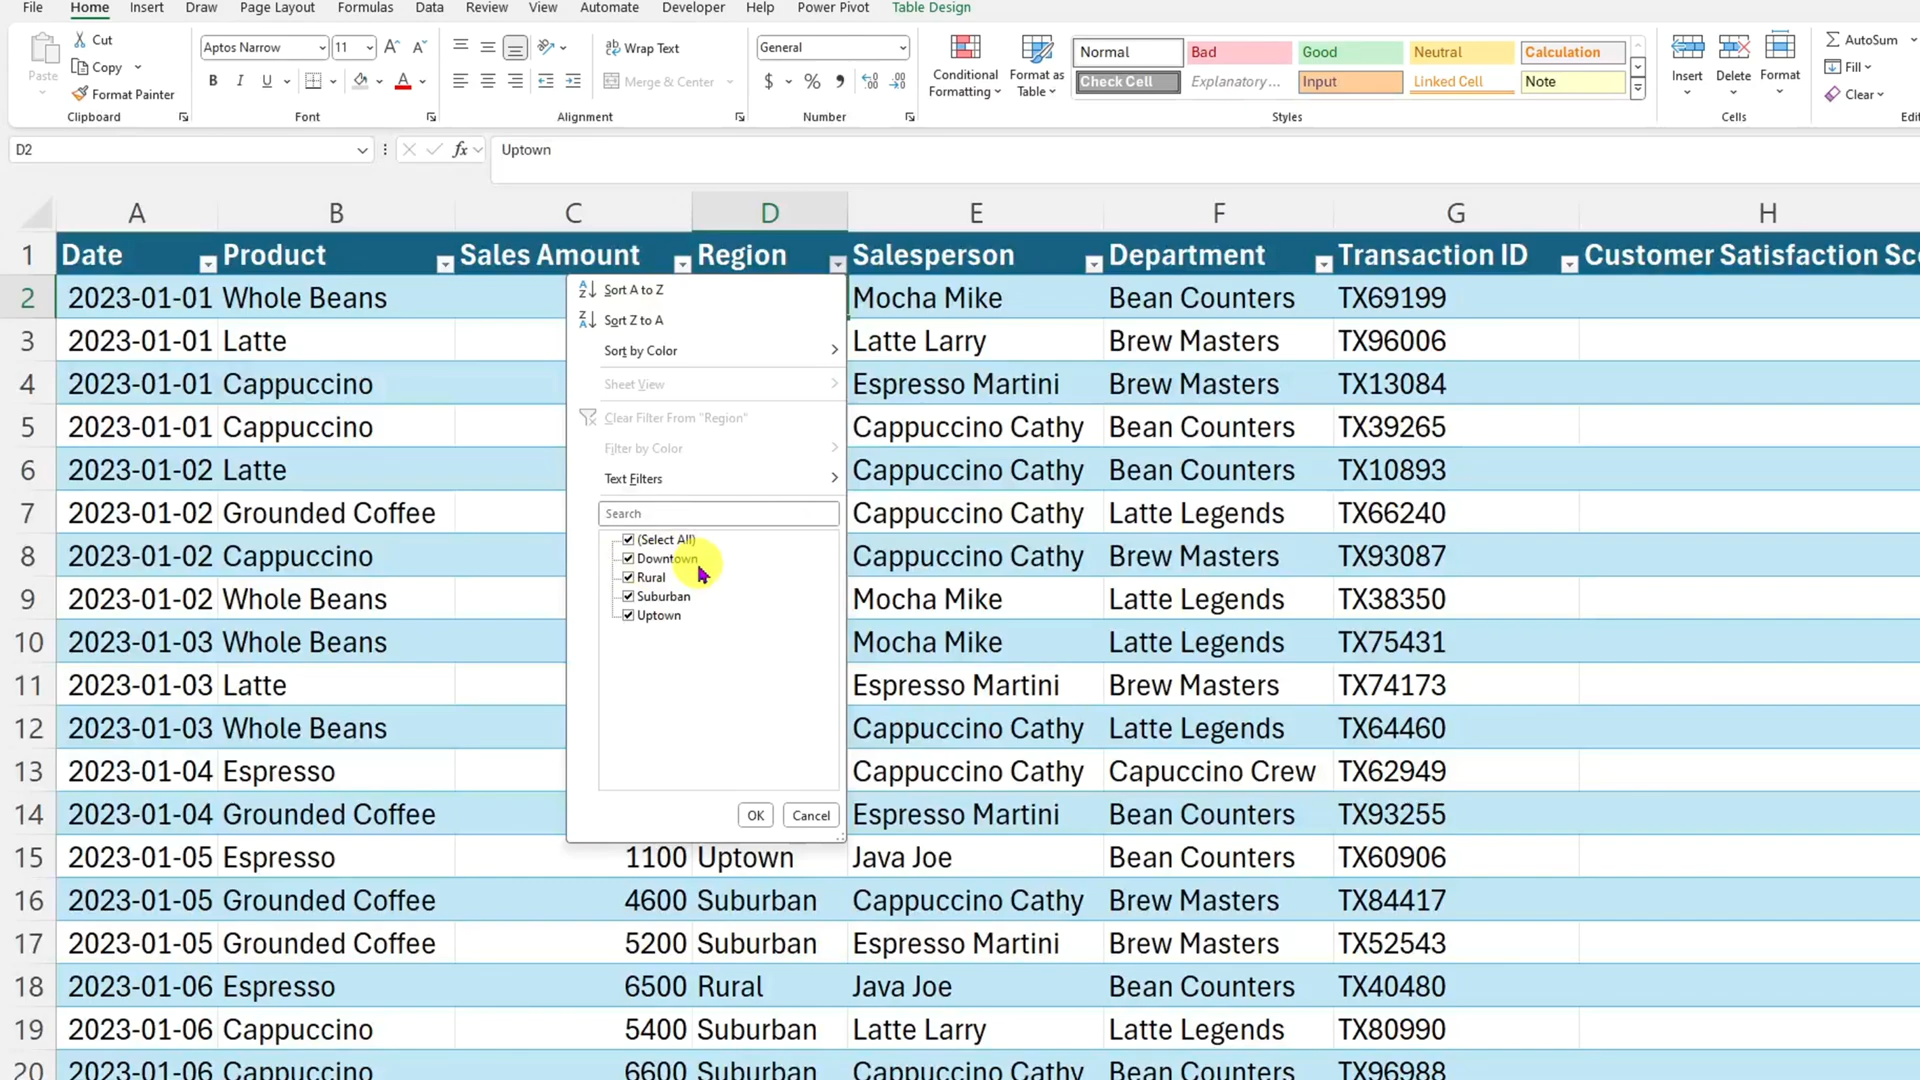 File Home Insert Draw Page Layout Formulas Data Review View Automate Developer Help Power Pivot Table Design
Paste
Cut
Copy
Format Painter
Clipboard
Aptos Narrow 11 A A
B I U A
Font
Wrap Text
Merge & Center
Alignment
General
$ % 9
Number
Conditional Formatting
Format as Table
Normal Bad Good Neutral Calculation
Check Cell Explanatory... Input Linked Cell Note
Styles
Insert Delete Format
Cells
AutoSum
Fill
Clear
D2 fx Uptown
A B C D E F G H
1 Date Product Sales Amount Region Salesperson Department Transaction ID Customer Satisfaction Sc
2 2023-01-01 Whole Beans Mocha Mike Bean Counters TX69199
3 2023-01-01 Latte Latte Larry Brew Masters TX96006
4 2023-01-01 Cappuccino Espresso Martini Brew Masters TX13084
5 2023-01-01 Cappuccino Cappuccino Cathy Bean Counters TX39265
6 2023-01-02 Latte Cappuccino Cathy Bean Counters TX10893
7 2023-01-02 Grounded Coffee Cappuccino Cathy Latte Legends TX66240
8 2023-01-02 Cappuccino Cappuccino Cathy Brew Masters TX93087
9 2023-01-02 Whole Beans Mocha Mike Latte Legends TX38350
10 2023-01-03 Whole Beans Mocha Mike Latte Legends TX75431
11 2023-01-03 Latte Espresso Martini Brew Masters TX74173
12 2023-01-03 Whole Beans Cappuccino Cathy Latte Legends TX64460
13 2023-01-04 Espresso Cappuccino Cathy Capuccino Crew TX62949
14 2023-01-04 Grounded Coffee Espresso Martini Bean Counters TX93255
15 2023-01-05 Espresso 1100 Uptown Java Joe Bean Counters TX60906
16 2023-01-05 Grounded Coffee 4600 Suburban Cappuccino Cathy Brew Masters TX84417
17 2023-01-05 Grounded Coffee 5200 Suburban Espresso Martini Brew Masters TX52543
18 2023-01-06 Espresso 6500 Rural Java Joe Bean Counters TX40480
19 2023-01-06 Cappuccino 5400 Suburban Latte Larry Latte Legends TX80990
20 2023-01-06 Cappuccino 6600 Suburban Cappuccino Cathy Bean Counters TX96988
Sort A to Z
Sort Z to A
Sort by Color
Sheet View
Clear Filter From "Region"
Filter by Color
Text Filters
Search
(Select All)
Downtown
Rural
Suburban
Uptown
OK Cancel